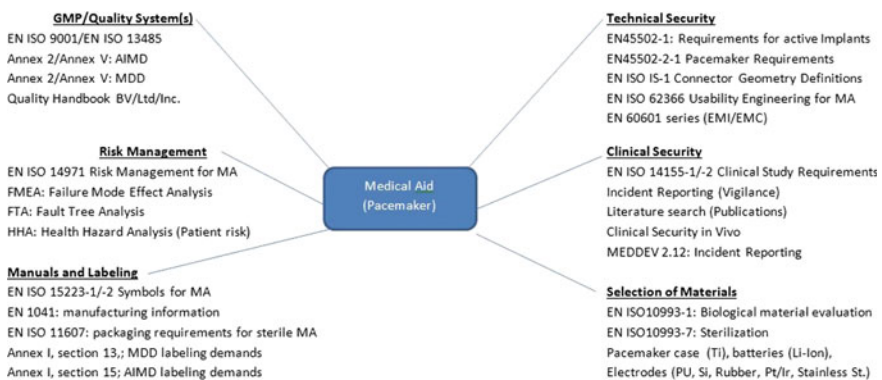 GMP/Quality System(s)
EN ISO 9001/EN ISO 13485
Annex 2/Annex V: AIMD
Annex 2/Annex V: MDD
Quality Handbook BV/Ltd/Inc.
Risk Management
EN ISO 14971 Risk Management for MA
FMEA: Failure Mode Effect Analysis
FTA: Fault Tree Analysis
HHA: Health Hazard Analysis (Patient risk)
Manuals and Labeling
EN ISO 15223-1/-2 Symbols for MA
EN 1041: manufacturing information
EN ISO 11607: packaging requirements for sterile MA
Annex I, section 13,; MDD labeling demands
Annex I, section 15; AIMD labeling demands
Medical Aid
(Pacemaker)
Technical Security
EN45502-1: Requirements for active Implants
EN45502-2-1 Pacemaker Requirements
EN ISO IS-1 Connector Geometry Definitions
EN ISO 62366 Usability Engineering for MA
EN 60601 series (EMI/EMC)
Clinical Security
EN ISO 14155-1/-2 Clinical Study Requirements
Incident Reporting (Vigilance)
Literature search (Publications)
Clinical Security in Vivo
MEDDEV 2.12: Incident Reporting
Selection of Materials
EN ISO10993-1: Biological material evaluation
EN ISO10993-7: Sterilization
Pacemaker case (Ti), batteries (Li-Ion),
Electrodes (PU, Si, Rubber, Pt/Ir, Stainless St.)